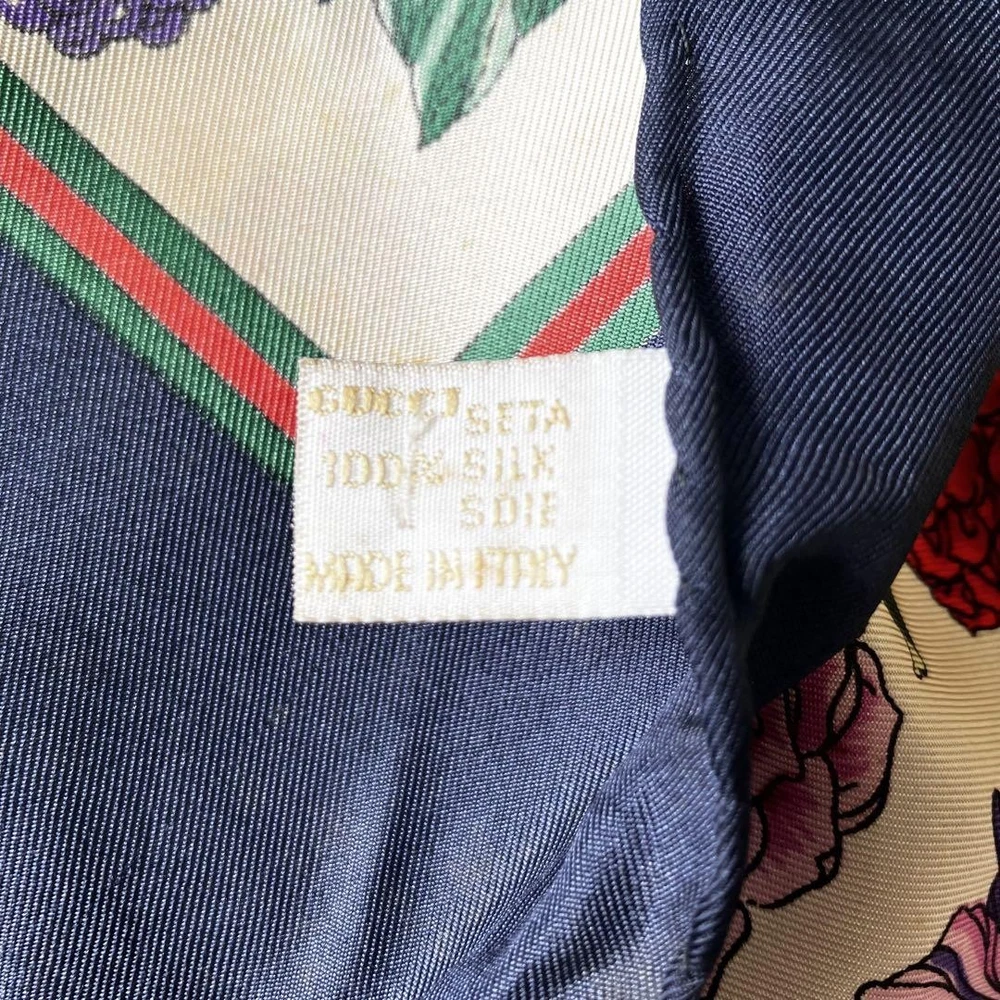 GUCCI SETA
100% SILK
SOIE
MADE IN ITALY